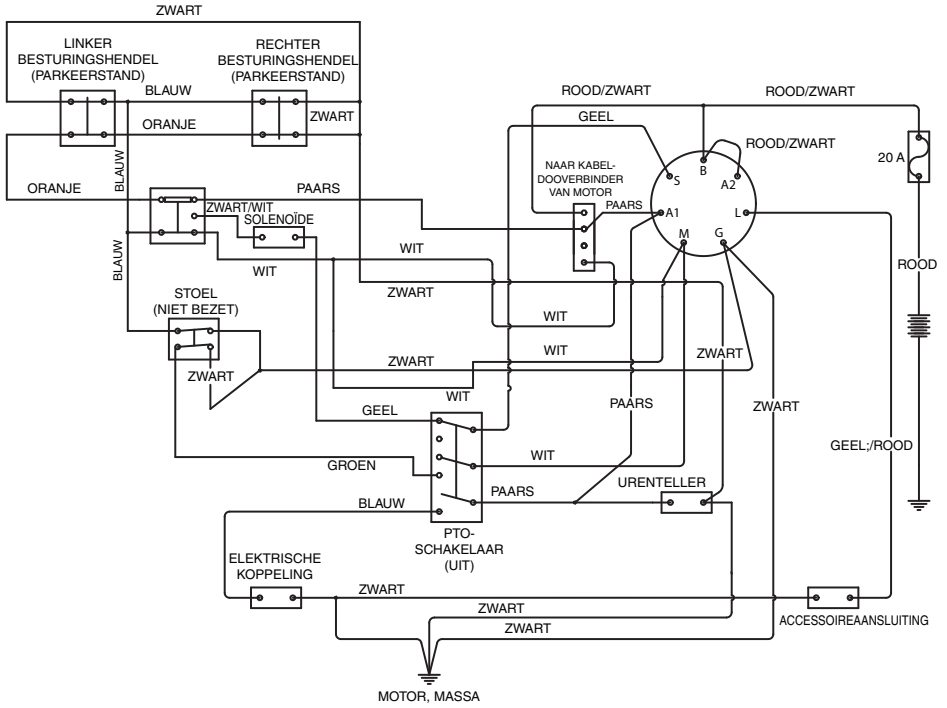 ZWART
LINKER
BESTURINGSHENDEL
(PARKEERSTAND)
RECHTER
BESTURINGSHENDEL
(PARKEERSTAND)
BLAUW
ZWART
ORANJE
ROOD/ZWART
ROOD/ZWART
GEEL
ROOD/ZWART
20 A
BLAUW
ORANJE
PAARS
NAAR KABEL-
DOOVERBINDER
VAN MOTOR
PAARS
S
B
A2
A1
L
M
G
ZWART/WIT
SOLENOÏDE
WIT
WIT
BLAUW
ROOD
STOEL
(NIET BEZET)
ZWART
WIT
ZWART
WIT
ZWART
ZWART
WIT
PAARS
ZWART
GEEL
GEEL;/ROOD
GROEN
WIT
PAARS
URENTELLER
BLAUW
PTO-
SCHAKELAAR
(UIT)
ELEKTRISCHE
KOPPELING
ZWART
ZWART
ACCESSOIREAANSLUITING
ZWART
MOTOR, MASSA